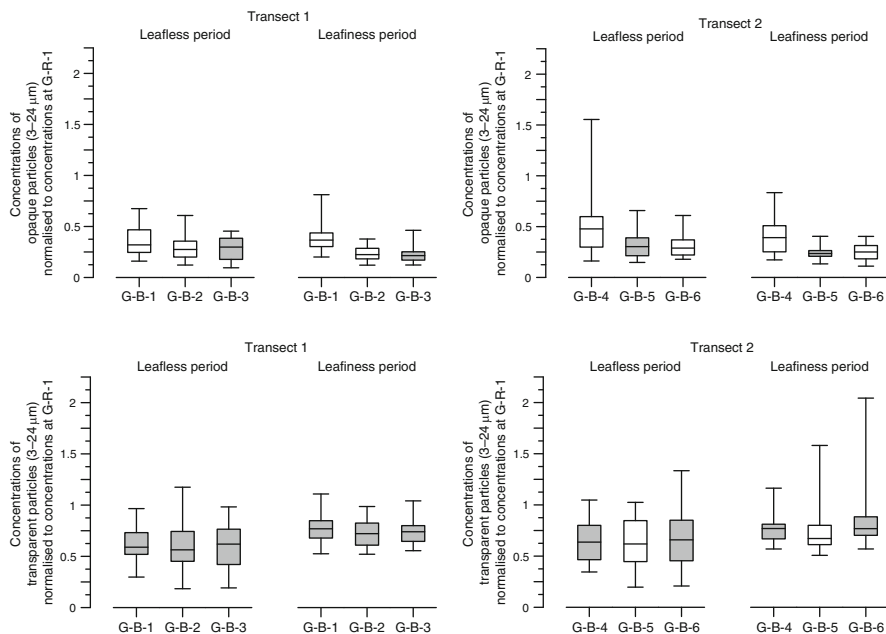 Transect 1
Leafless period
Leafiness period
Concentrations of
opaque particles (3–24 μm)
normalised to concentrations at G-R-1
2
1.5
1
0.5
0
G-B-1 G-B-2 G-B-3
G-B-1 G-B-2 G-B-3
Transect 2
Leafless period
Leafiness period
Concentrations of
opaque particles (3–24 μm)
normalised to concentrations at G-R-1
2
1.5
1
0.5
0
G-B-4 G-B-5 G-B-6
G-B-4 G-B-5 G-B-6
Transect 1
Leafless period
Leafiness period
Concentrations of
transparent particles (3–24 μm)
normalised to concentrations at G-R-1
2
1.5
1
0.5
0
G-B-1 G-B-2 G-B-3
G-B-1 G-B-2 G-B-3
Transect 2
Leafless period
Leafiness period
Concentrations of
transparent particles (3–24 μm)
normalised to concentrations at G-R-1
2
1.5
1
0.5
0
G-B-4 G-B-5 G-B-6
G-B-4 G-B-5 G-B-6